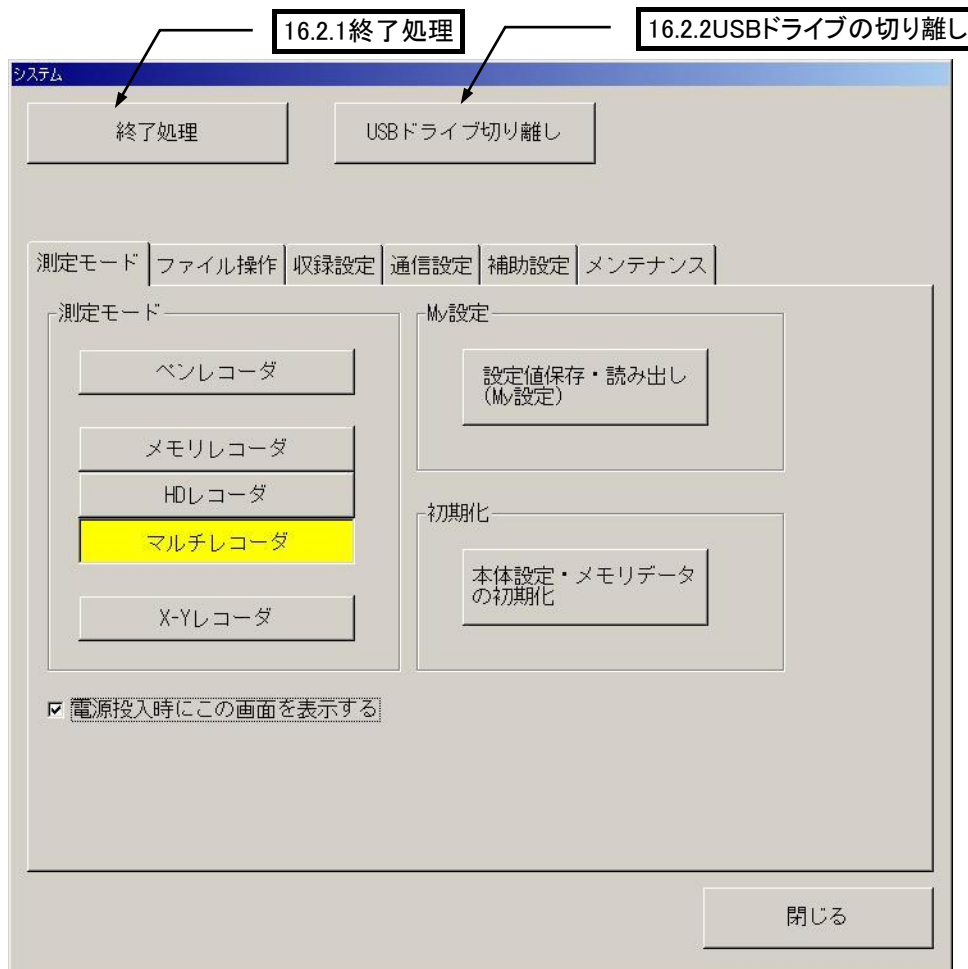 16.2.1終了処理
16.2.2USBドライブの切り離し
システム
終了処理
USBドライブ切り離し
測定モード
ファイル操作
収録設定
通信設定
補助設定
メンテナンス
測定モード
ペンレコーダ
メモリレコーダ
HDレコーダ
マルチレコーダ
X-Yレコーダ
My設定
設定値保存・読み出し
(My設定)
初期化
本体設定・メモリデータ
の初期化
電源投入時にこの画面を表示する
閉じる